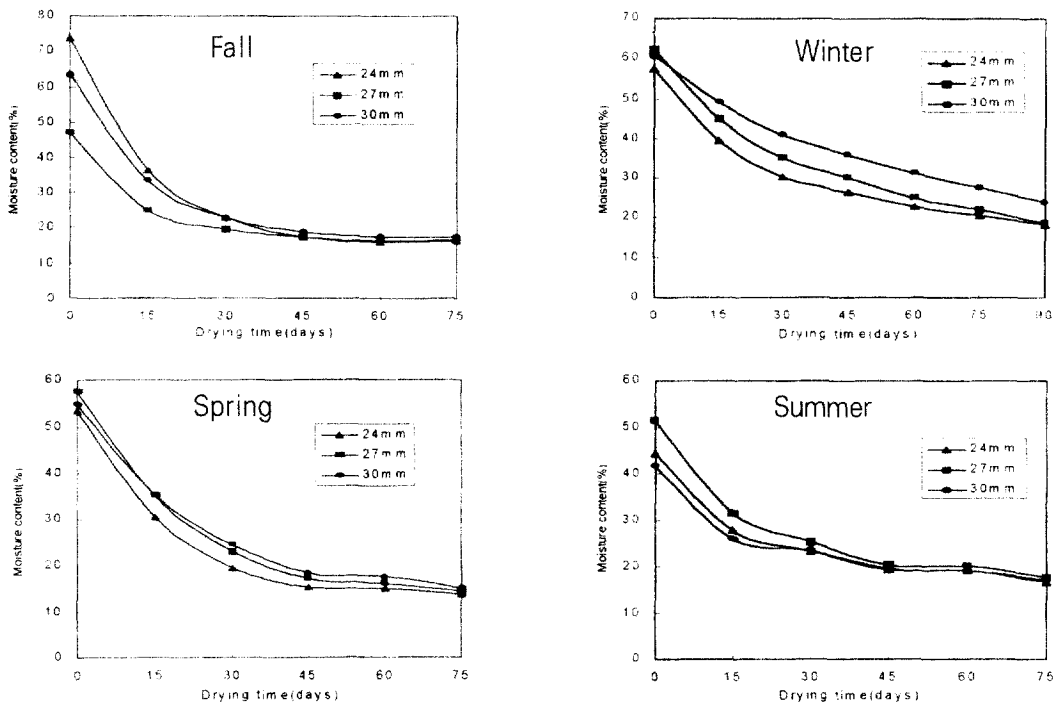 Fall
24mm
27mm
30mm
Moisture content(%)
80
70
60
50
40
30
20
10
0
0 15 30 45 60 75
Drying time(days)
Winter
24mm
27mm
30mm
Moisture content(%)
70
60
50
40
30
20
10
0
0 15 30 45 60 75 90
Drying time(days)
Spring
24mm
27mm
30mm
Moisture content(%)
60
50
40
30
20
10
0
0 15 30 45 60 75
Drying time(days)
Summer
24mm
27mm
30mm
Moisture content(%)
60
50
40
30
20
10
0
0 15 30 45 60 75
Drying time(days)